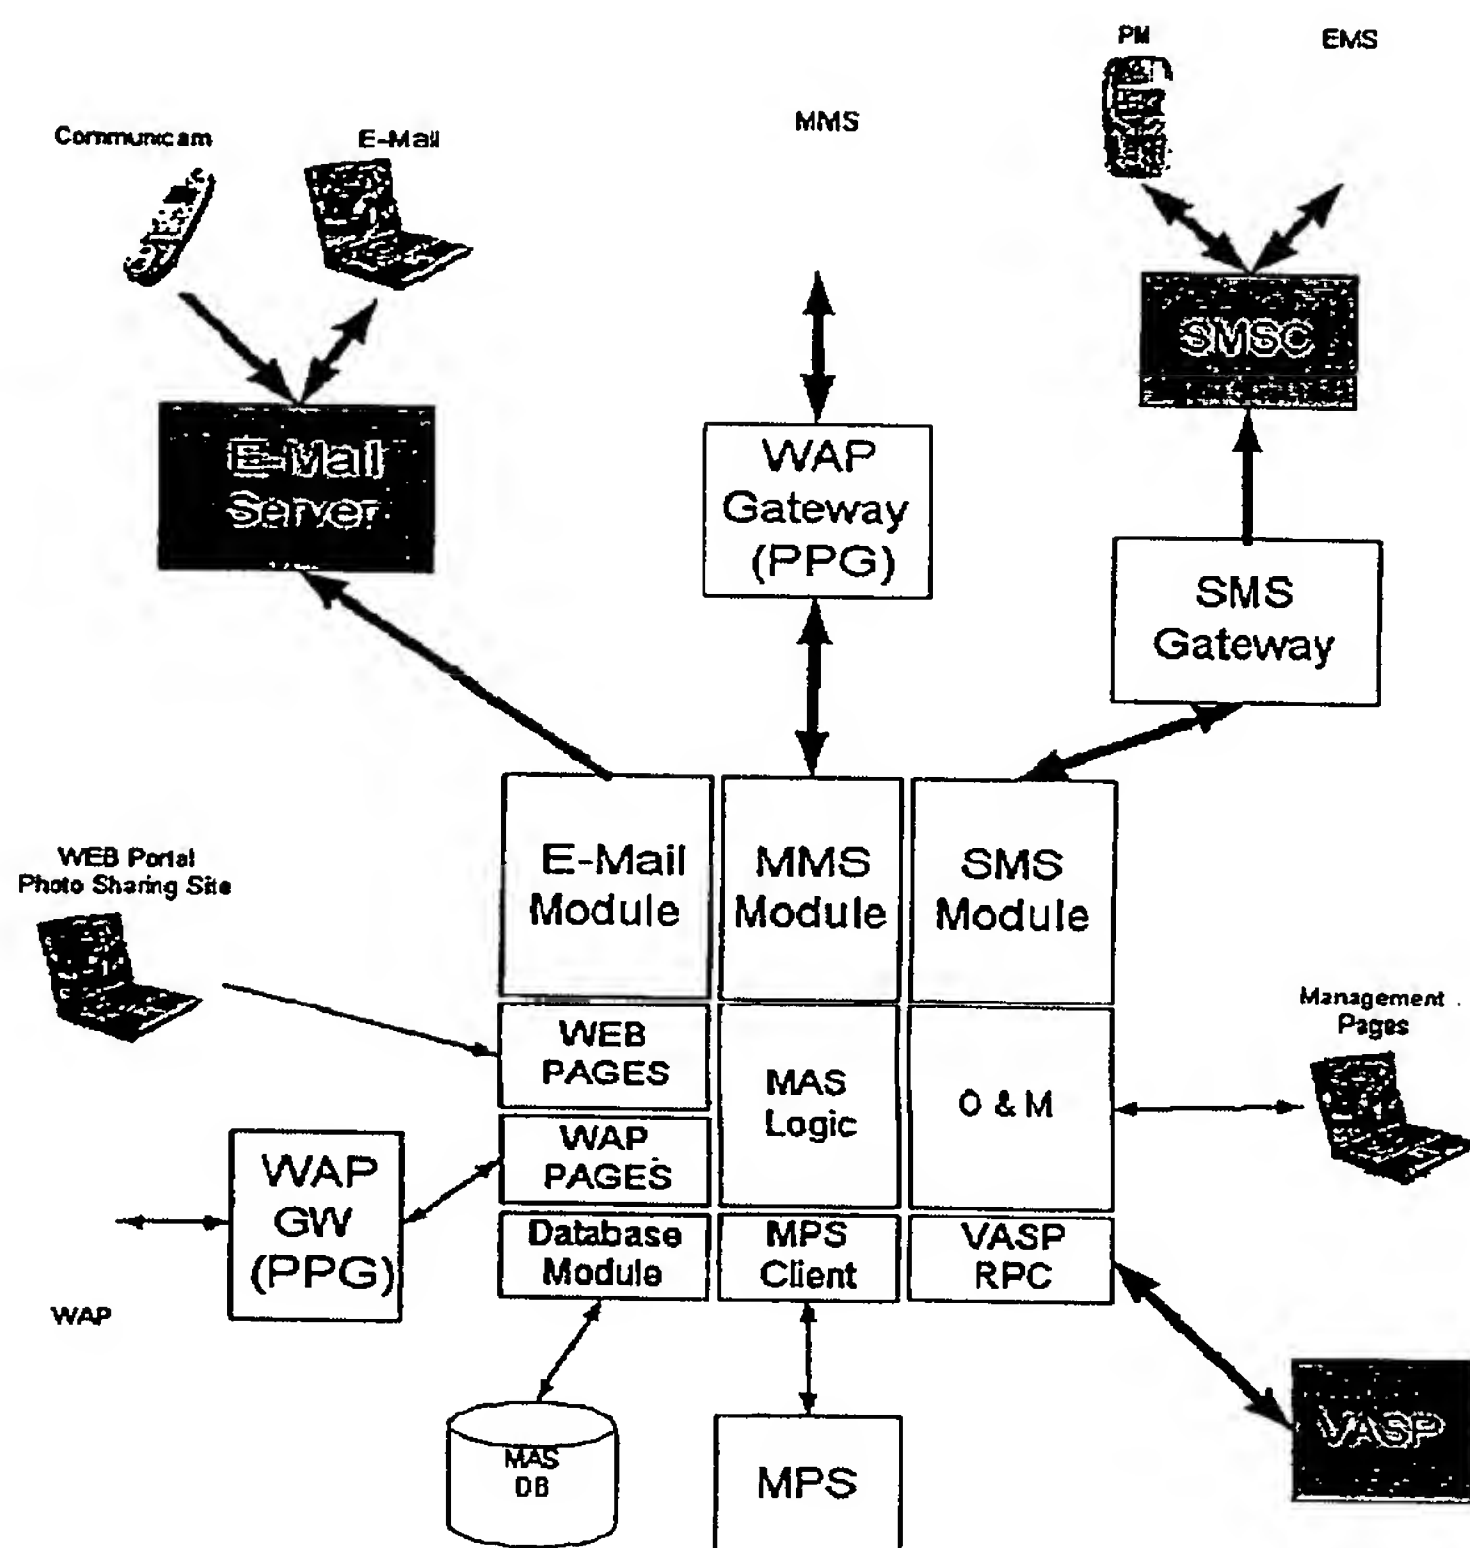 PM
EMS
MMS
Communicam
E-Mail
SMSC
E-Mail
Server
WAP
Gateway
(PPG)
SMS
Gateway
E-Mail
Module
MMS
Module
SMS
Module
WEB Portal
Photo Sharing Site
WEB
PAGES
MAS
Logic
O & M
Management
Pages
WAP
PAGES
WAP
GW
(PPG)
Database
Module
MPS
Client
VASP
RPC
WAP
MAS
DB
MPS
VASP